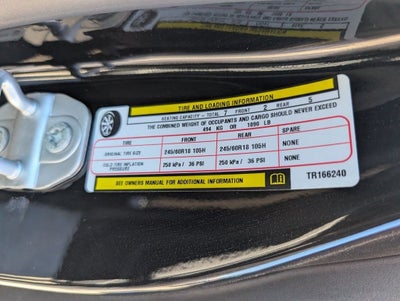 TIRE AND LOADING INFORMATION
SEATING CAPACITY - TOTAL 7 FRONT 2 REAR 5
THE COMBINED WEIGHT OF OCCUPANTS AND CARGO SHOULD NEVER EXCEED
494 KG OR 1090 LB
TIRE FRONT REAR SPARE
ORIGINAL TIRE SIZE 245/60R18 105H 245/60R18 105H NONE
COLD TIRE INFLATION PRESSURE 250 kPa / 36 PSI 250 kPa / 36 PSI NONE
SEE OWNERS MANUAL FOR ADDITIONAL INFORMATION TR166240